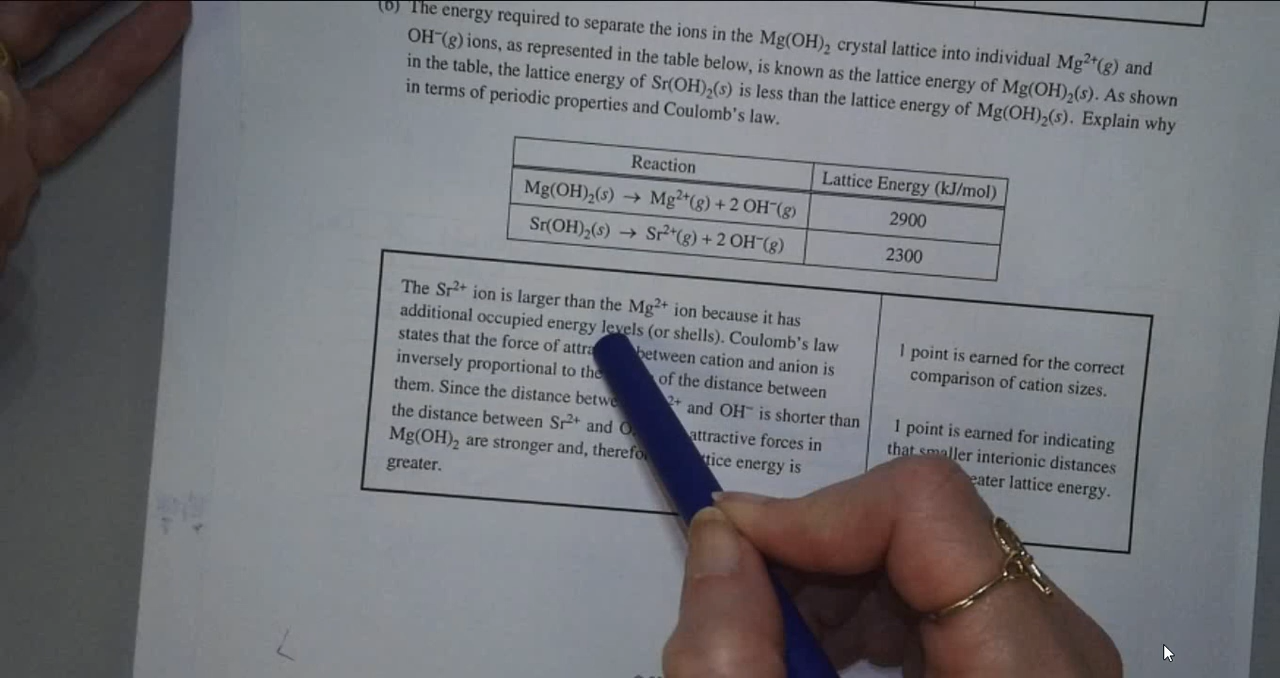 (b) The energy required to separate the ions in the Mg(OH)₂ crystal lattice into individual Mg²⁺(g) and
OH⁻(g) ions, as represented in the table below, is known as the lattice energy of Mg(OH)₂(s). As shown
in the table, the lattice energy of Sr(OH)₂(s) is less than the lattice energy of Mg(OH)₂(s). Explain why
in terms of periodic properties and Coulomb's law.
Reaction Lattice Energy (kJ/mol)
Mg(OH)₂(s) → Mg²⁺(g) + 2 OH⁻(g) 2900
Sr(OH)₂(s) → Sr²⁺(g) + 2 OH⁻(g) 2300
The Sr²⁺ ion is larger than the Mg²⁺ ion because it has
additional occupied energy levels (or shells). Coulomb's law
states that the force of between cation and anion is
inversely proportional to the of the distance between
them. Since the distance and OH⁻ is shorter than
the distance between Sr²⁺ and attractive forces in
Mg(OH)₂ are stronger and, energy is
greater.
1 point is earned for the correct
comparison of cation sizes.
1 point is earned for indicating
that smaller interionic distances
lattice energy.